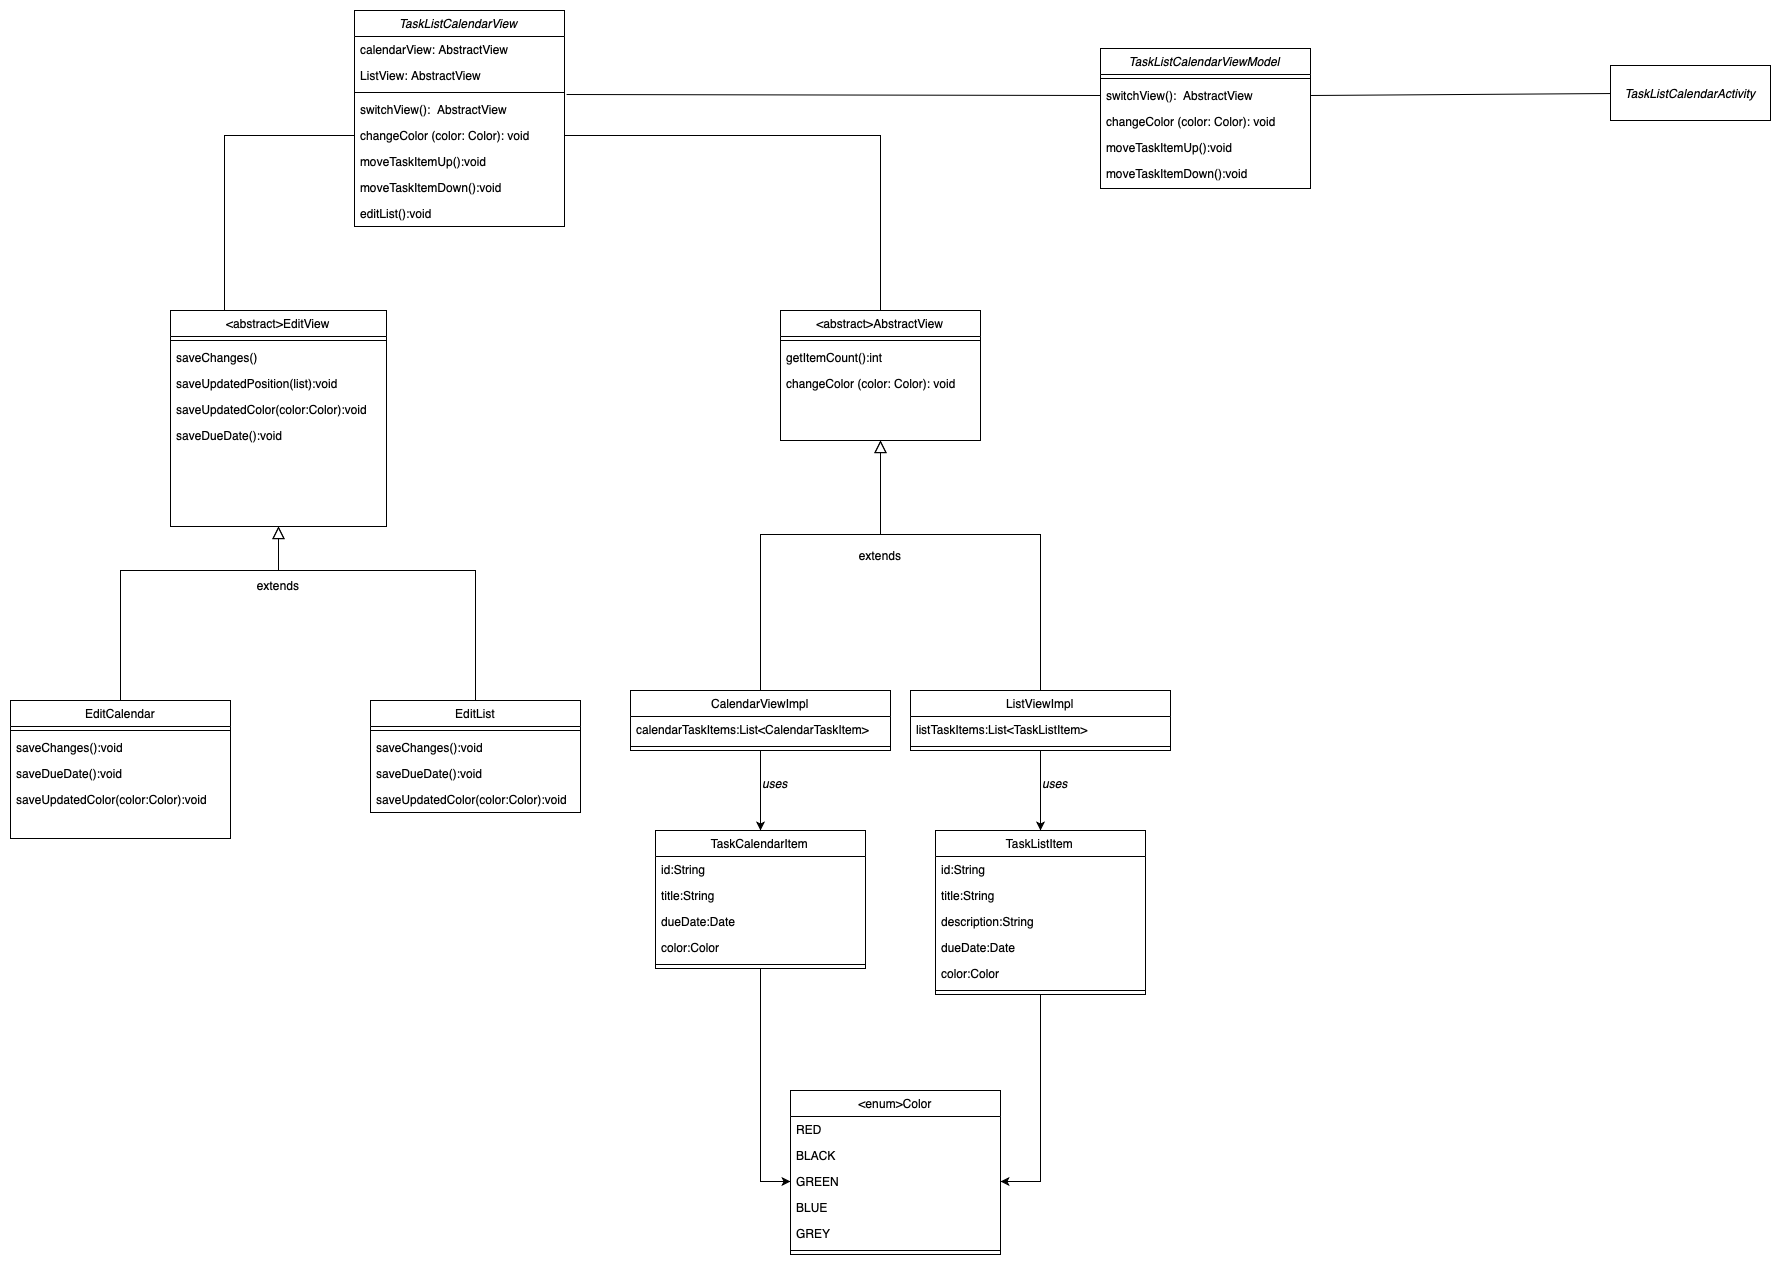 TaskListCalendarView
calendarView: AbstractView
ListView: AbstractView
switchView():  AbstractView
changeColor (color: Color): void
moveTaskItemUp():void
moveTaskItemDown():void
editList():void
TaskListCalendarViewModel
switchView():  AbstractView
changeColor (color: Color): void
moveTaskItemUp():void
moveTaskItemDown():void
TaskListCalendarActivity
<abstract>EditView
saveChanges()
saveUpdatedPosition(list):void
saveUpdatedColor(color:Color):void
saveDueDate():void
<abstract>AbstractView
getItemCount():int
changeColor (color: Color): void
extends
extends
EditCalendar
saveChanges():void
saveDueDate():void
saveUpdatedColor(color:Color):void
EditList
saveChanges():void
saveDueDate():void
saveUpdatedColor(color:Color):void
CalendarViewImpl
calendarTaskItems:List<CalendarTaskItem>
ListViewImpl
listTaskItems:List<TaskListItem>
uses
uses
TaskCalendarItem
id:String
title:String
dueDate:Date
color:Color
TaskListItem
id:String
title:String
description:String
dueDate:Date
color:Color
<enum>Color
RED
BLACK
GREEN
BLUE
GREY